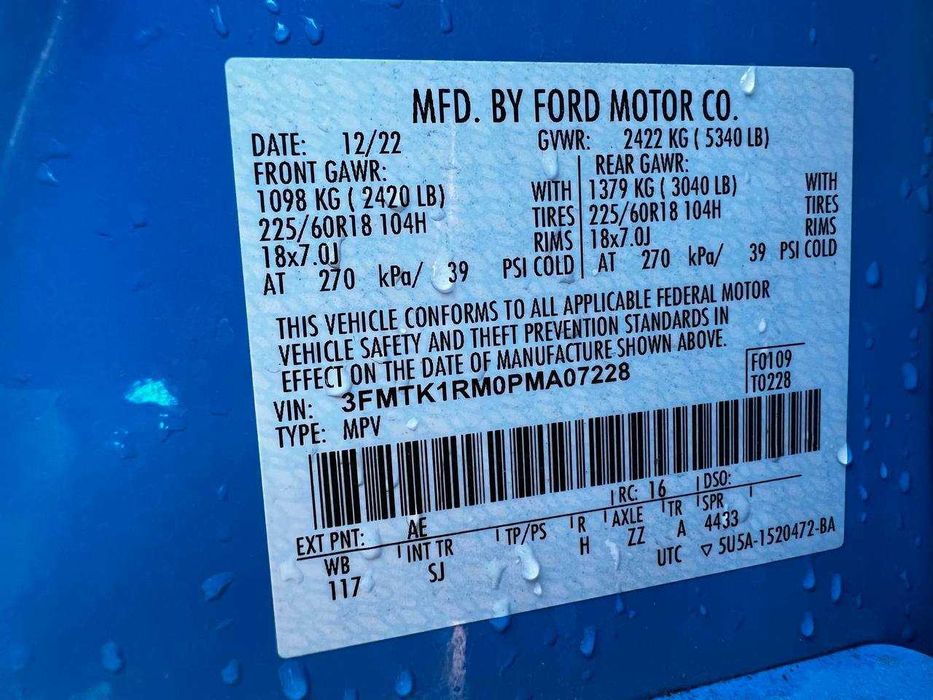 MFD. BY FORD MOTOR CO.
DATE: 12/22 GVWR: 2422 KG ( 5340 LB)
FRONT GAWR: REAR GAWR:
1098 KG ( 2420 LB) WITH 1379 KG ( 3040 LB) WITH
225/60R18 104H TIRES 225/60R18 104H TIRES
18x7.0J RIMS 18x7.0J RIMS
AT 270 kPa/ 39 PSI COLD AT 270 kPa/ 39 PSI COLD
THIS VEHICLE CONFORMS TO ALL APPLICABLE FEDERAL MOTOR
VEHICLE SAFETY AND THEFT PREVENTION STANDARDS IN
EFFECT ON THE DATE OF MANUFACTURE SHOWN ABOVE.
VIN: 3FMTK1RM0PMA07228 F0109
TYPE: MPV T0228
EXT PNT: AE RC: 16 DSO:
WB INT TR TP/PS R AXLE TR SPR
117 SJ H ZZ A 4433
UTC ▽ 5U5A-1520472-BA